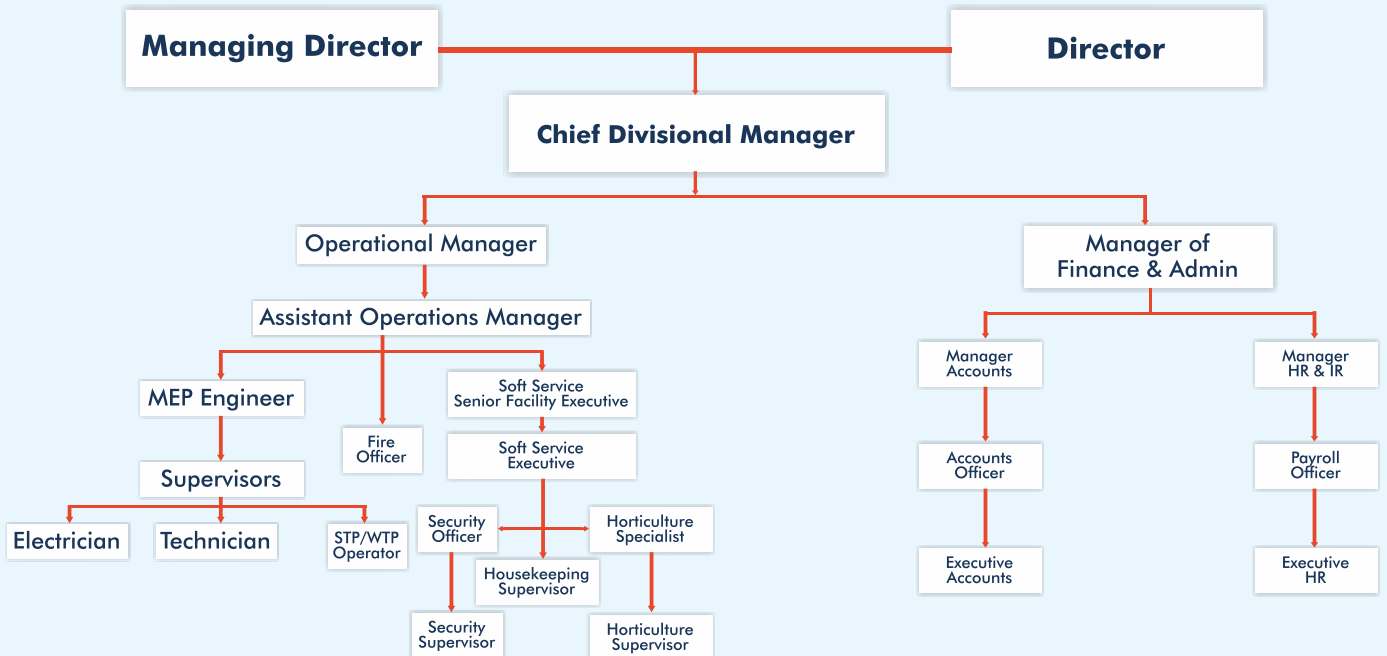 Managing Director
Director
Chief Divisional Manager
Operational Manager
Manager of
Finance & Admin
Assistant Operations Manager
Manager
Accounts
Manager
HR & IR
MEP Engineer
Soft Service
Senior Facility Executive
Fire
Officer
Soft Service
Executive
Accounts
Officer
Payroll
Officer
Supervisors
Electrician
Technician
STP/WTP
Operator
Security
Officer
Horticulture
Specialist
Housekeeping
Supervisor
Executive
Accounts
Executive
HR
Security
Supervisor
Horticulture
Supervisor